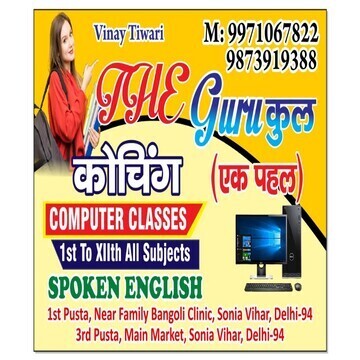 Vinay Tiwari
M: 9971067822
9873919388
THE Guruकुल
कोचिंग
(एक पहल)
COMPUTER CLASSES
1st To XIIth All Subjects
SPOKEN ENGLISH
1st Pusta, Near Family Bangoli Clinic, Sonia Vihar, Delhi-94
3rd Pusta, Main Market, Sonia Vihar, Delhi-94